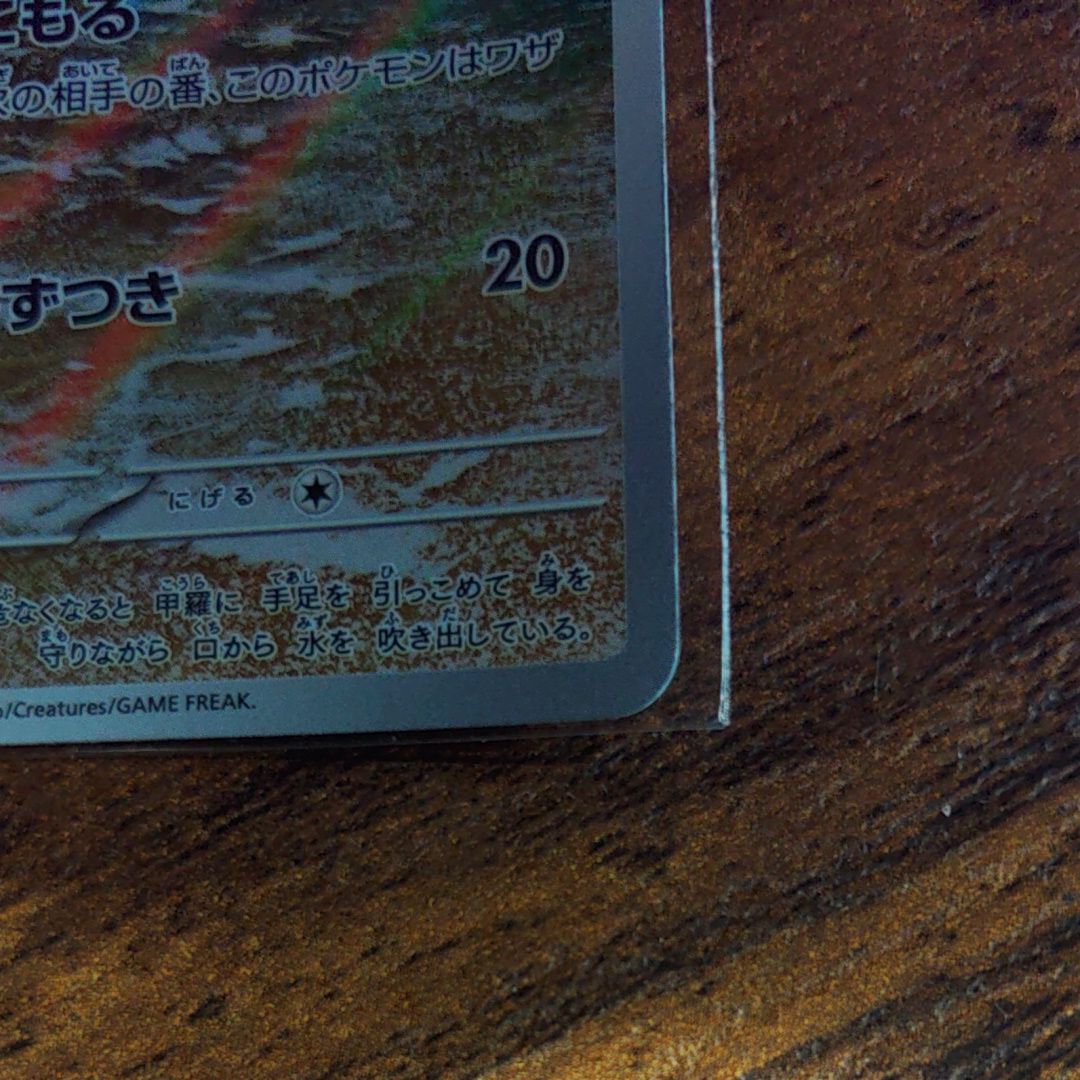 こもる
次の相手の番、このポケモンはワザ
ずつき 20
にげる
きなくなると 甲羅に 手足を 引っこめて 身を
守りながら 口から 水を 吹き出している。
/Creatures/GAME FREAK.